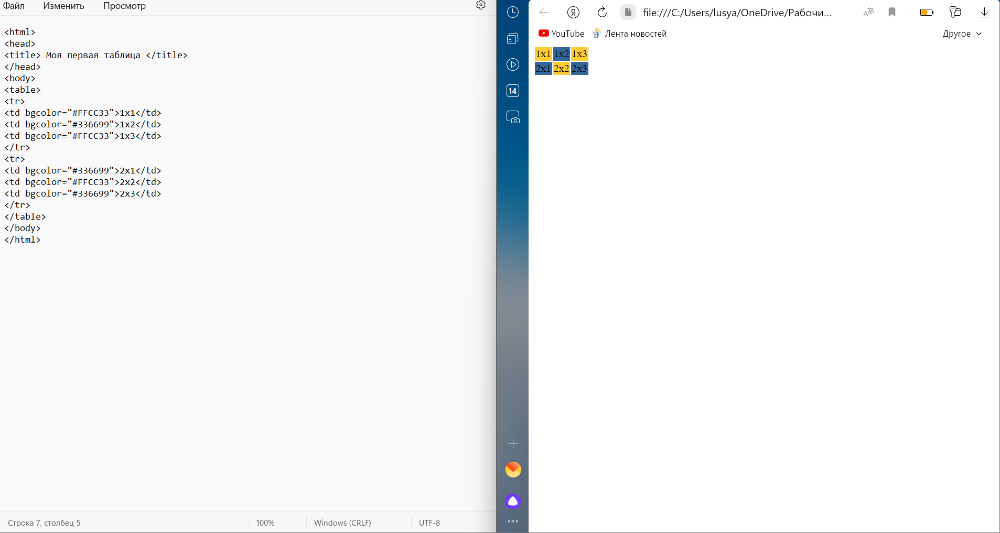 Файл Изменить Просмотр
<html>
<head>
<title> Моя первая таблица </title>
</head>
<body>
<table>
<tr>
<td bgcolor="#FFCC33">1x1</td>
<td bgcolor="#336699">1x2</td>
<td bgcolor="#FFCC33">1x3</td>
</tr>
<tr>
<td bgcolor="#336699">2x1</td>
<td bgcolor="#FFCC33">2x2</td>
<td bgcolor="#336699">2x3</td>
</tr>
</table>
</body>
</html>
Строка 7, столбец 5 100% Windows (CRLF) UTF-8
14
Я file:///C:/Users/lusya/OneDrive/Рабочи... Aあ
YouTube Лента новостей Другое
1x1 1x2 1x3
2x1 2x2 2x3